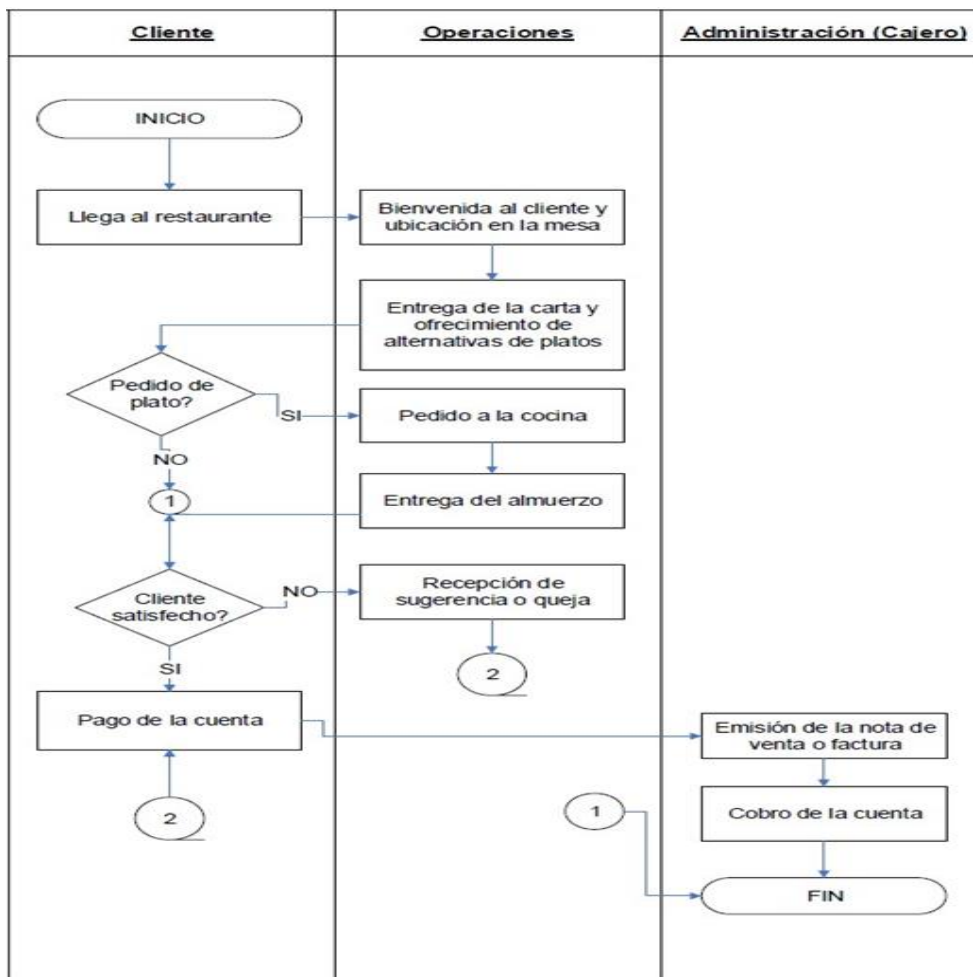 Cliente
Operaciones
Administración (Cajero)
INICIO
Llega al restaurante
Bienvenida al cliente y
ubicación en la mesa
Entrega de la carta y
ofrecimiento de
alternativas de platos
Pedido de
plato?
SI
Pedido a la cocina
NO
1
Entrega del almuerzo
Cliente
satisfecho?
NO
Recepción de
sugerencia o queja
2
SI
Pago de la cuenta
Emisión de la nota de
venta o factura
2
1
Cobro de la cuenta
FIN